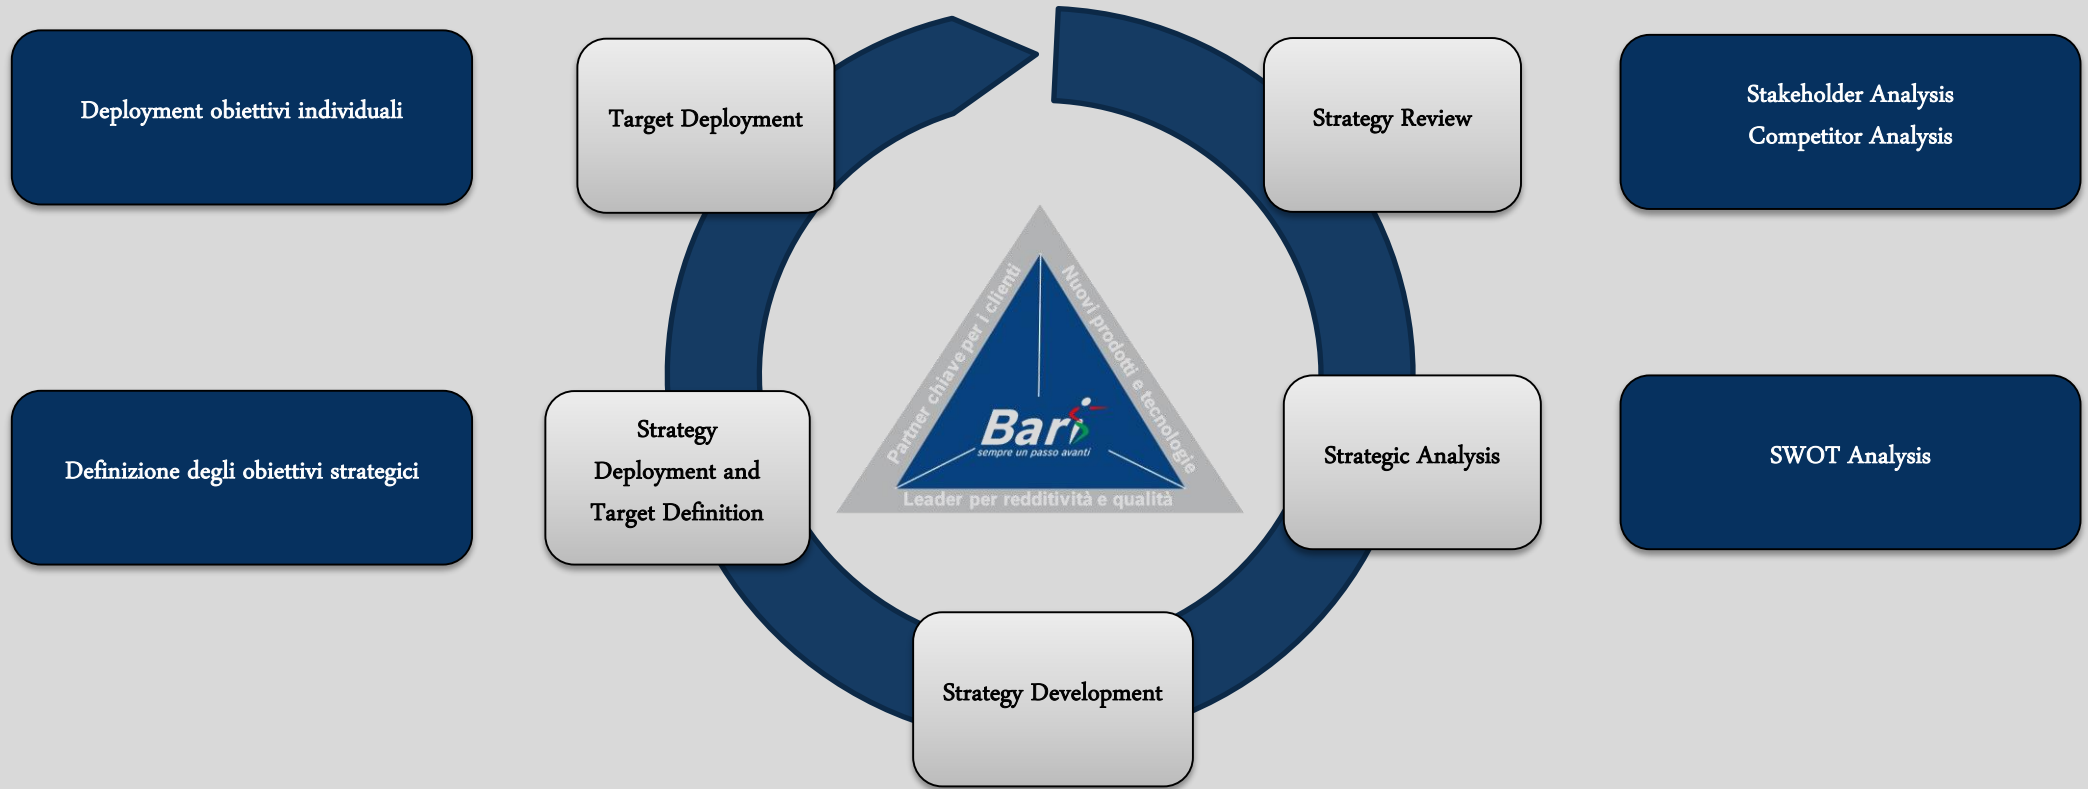 Deployment obiettivi individuali
Target Deployment
Strategy Review
Stakeholder Analysis
Competitor Analysis
Partner chiave per i clienti
Nuovi prodotti e tecnologie
Bari
sempre un passo avanti
Leader per redditività e qualità
Definizione degli obiettivi strategici
Strategy
Deployment and
Target Definition
Strategic Analysis
SWOT Analysis
Strategy Development